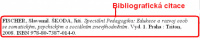 Bibliografická citace
FISCHER, Slavomil, ŠKODA, Jiří. Speciální Pedagogika: Edukace a rozvoj osob
se somatickým, psychickým a sociálním znevýhodněním. Vyd. 1. Praha : Triton,
2008. ISBN 978-80-7387-014-0.